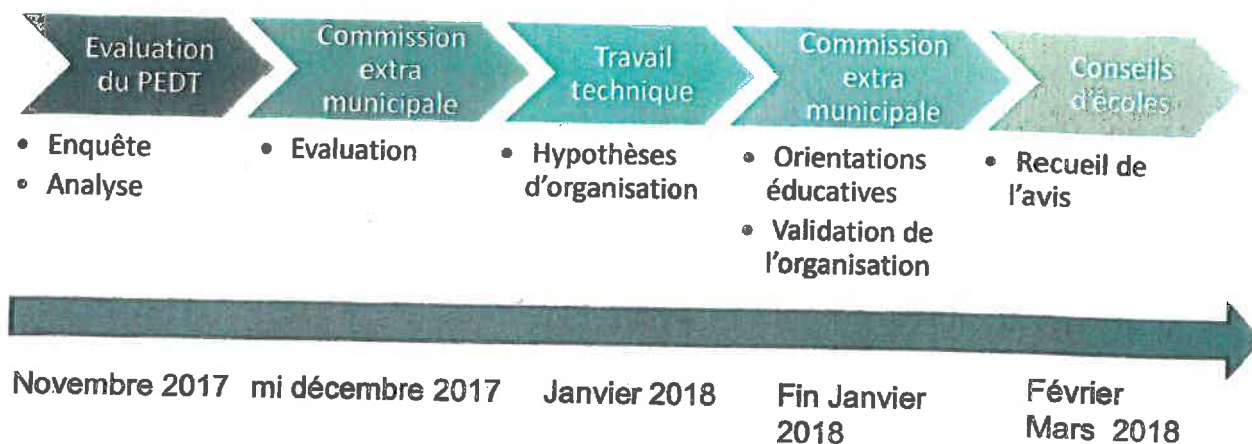 Evaluation
du PEDT
Commission
extra
municipale
Travail
technique
Commission
extra
municipale
Conseils
d'écoles
• Enquête
• Analyse
• Evaluation
• Hypothèses
d'organisation
• Orientations
éducatives
• Validation de
l'organisation
• Recueil de
l'avis
Novembre 2017
mi décembre 2017
Janvier 2018
Fin Janvier
2018
Février
Mars 2018